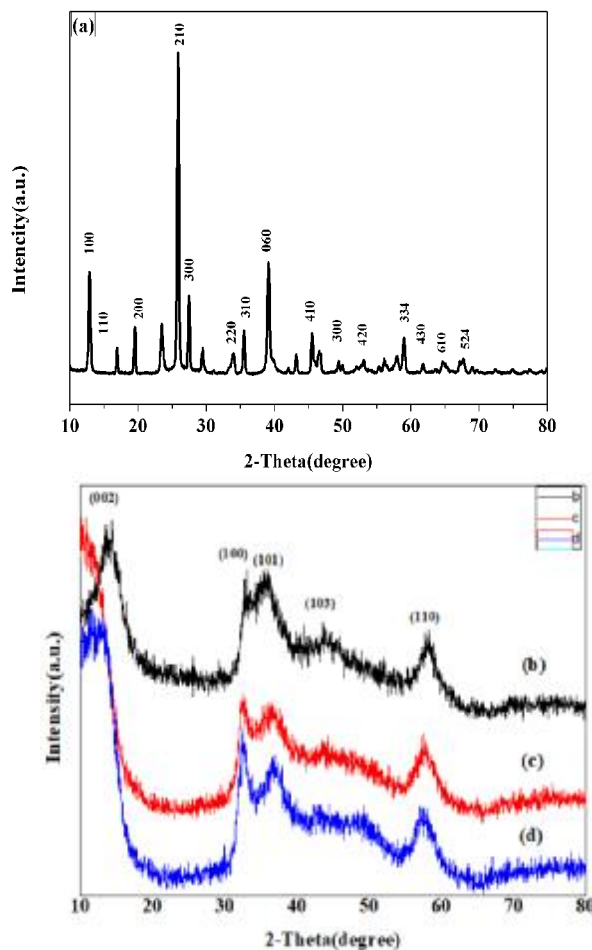 (a)
210
100
110
200
300
220
310
060
410
300
420
334
430
610
524
Intencity(a.u.)
10 20 30 40 50 60 70 80
2-Theta(degree)
(002)
(100)
(101)
(103)
(110)
b
c
d
(b)
(c)
(d)
Intensity(a.u.)
10 20 30 40 50 60 70 80
2-Theta(degree)